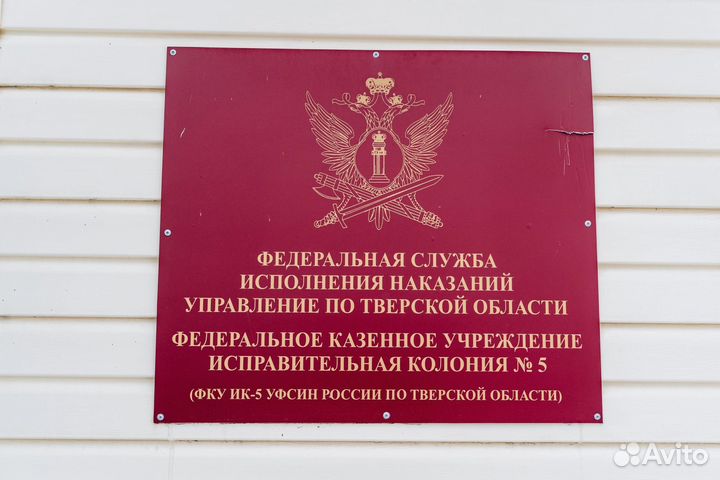 ФЕДЕРАЛЬНАЯ СЛУЖБА
ИСПОЛНЕНИЯ НАКАЗАНИЙ
УПРАВЛЕНИЕ ПО ТВЕРСКОЙ ОБЛАСТИ
ФЕДЕРАЛЬНОЕ КАЗЕННОЕ УЧРЕЖДЕНИЕ
ИСПРАВИТЕЛЬНАЯ КОЛОНИЯ № 5
(ФКУ ИК-5 УФСИН РОССИИ ПО ТВЕРСКОЙ ОБЛАСТИ)
Avito